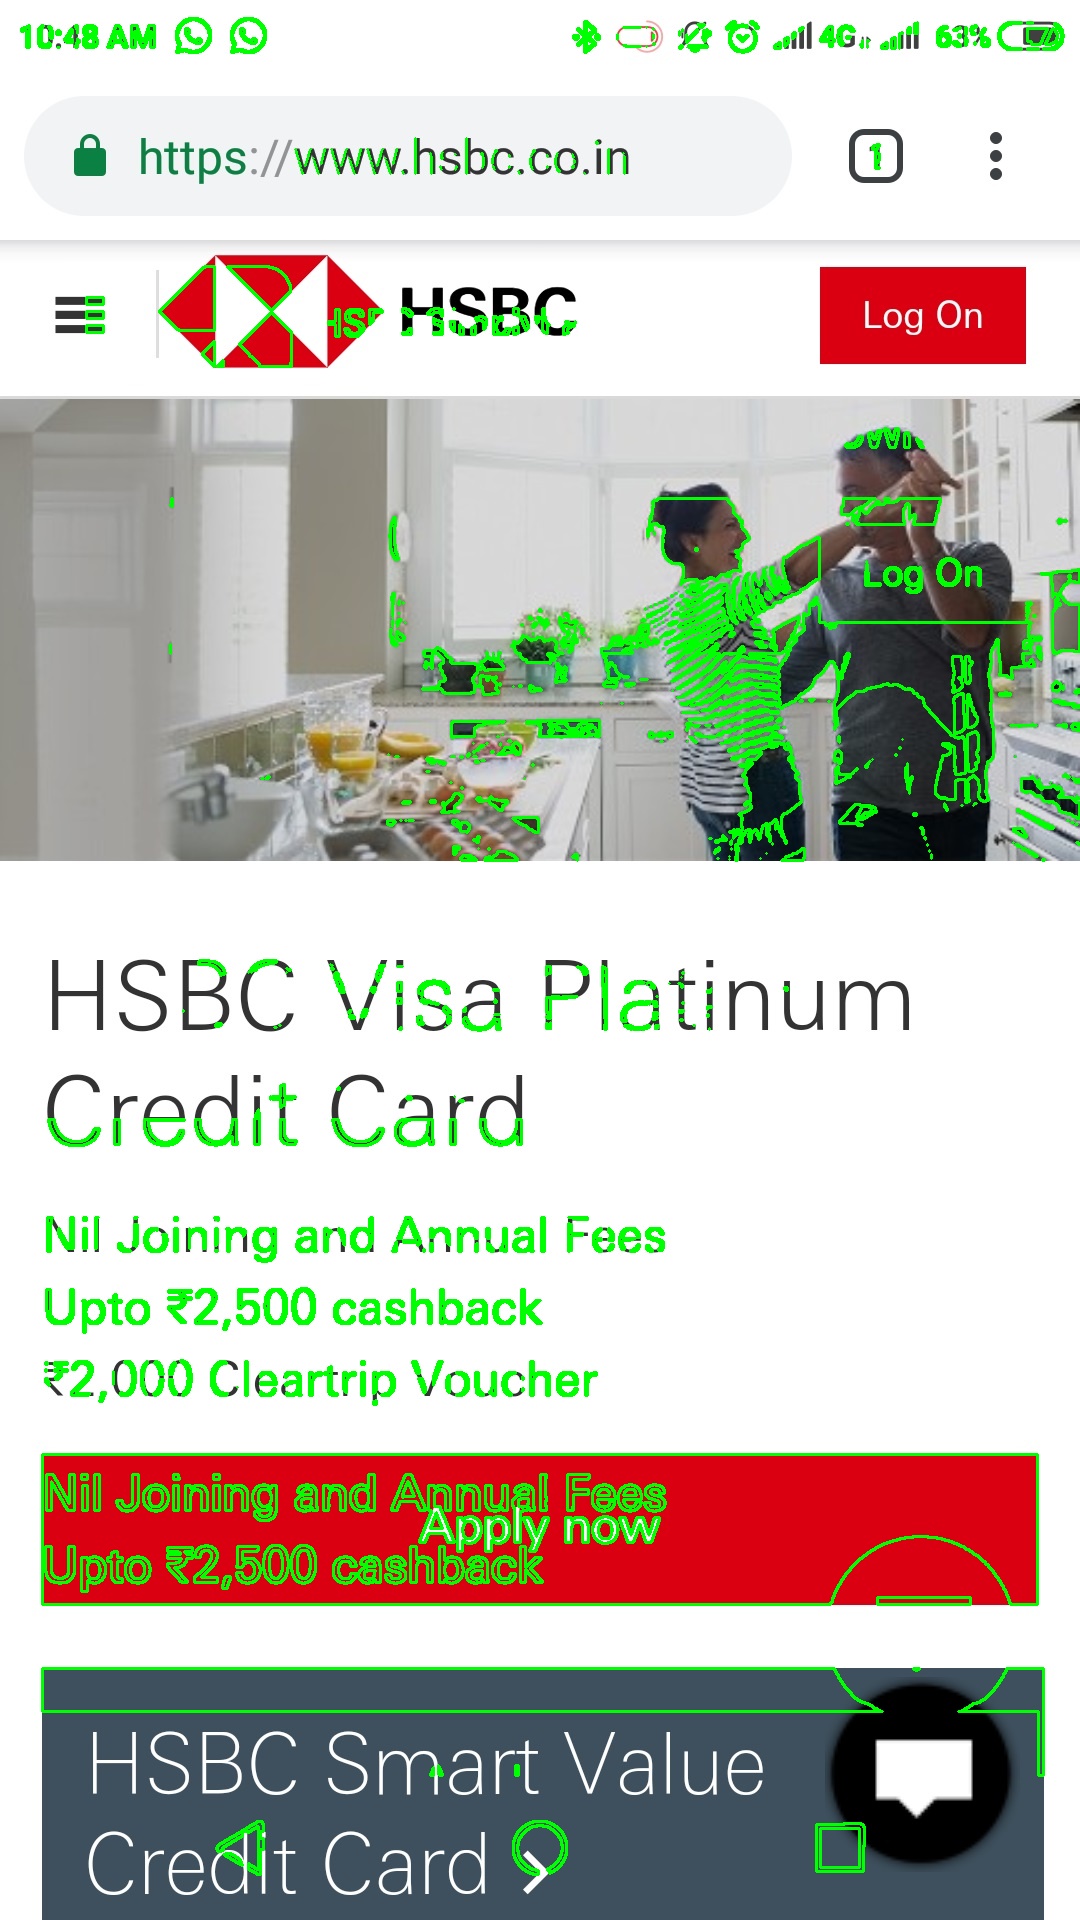 10:48 AM 4G 63%
https://www.hsbc.co.in 1
HSBC Log On
Log On
HSBC Visa Platinum
Credit Card
Nil Joining and Annual Fees
Upto ₹2,500 cashback
₹2,000 Cleartrip Voucher
Nil Joining and Annual Fees
Apply now
Upto ₹2,500 cashback
HSBC Smart Value
Credit Card >